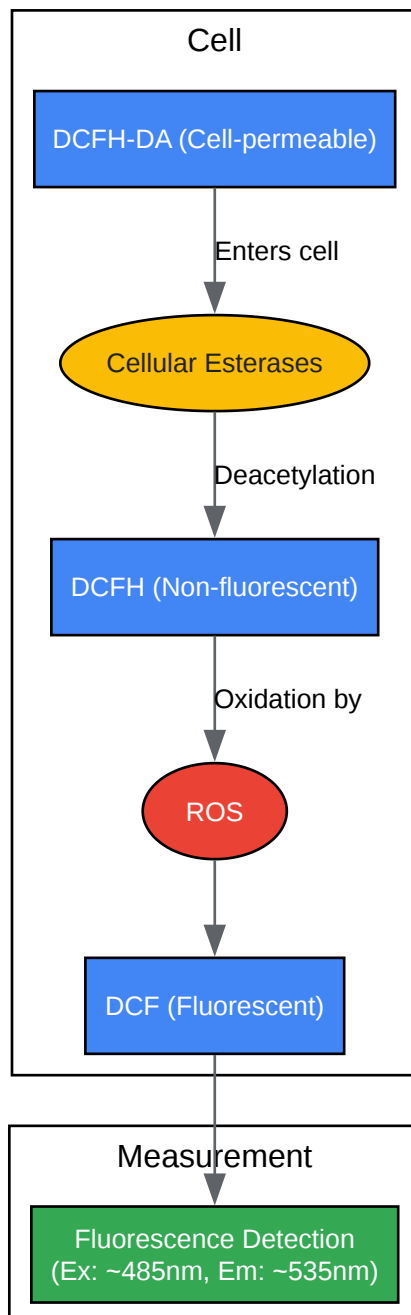 Cell
DCFH-DA (Cell-permeable)
Enters cell
Cellular Esterases
Deacetylation
DCFH (Non-fluorescent)
Oxidation by
ROS
DCF (Fluorescent)
Measurement
Fluorescence Detection
(Ex: ~485nm, Em: ~535nm)